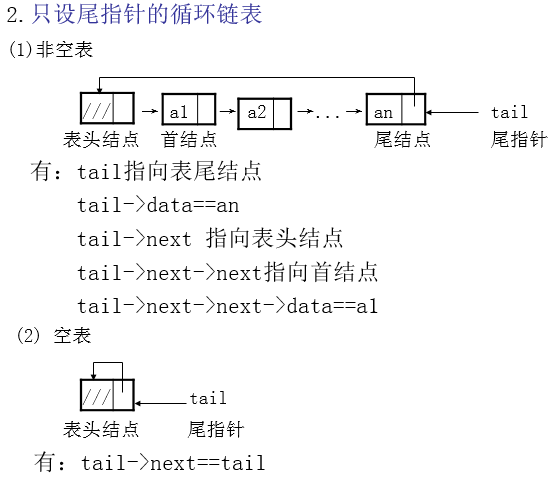 2.只设尾指针的循环链表
(1)非空表
/// a1 a2 ... an tail
表头结点 首结点 尾结点 尾指针
有：tail指向表尾结点
tail->data==an
tail->next 指向表头结点
tail->next->next指向首结点
tail->next->next->data==a1
(2) 空表
/// tail
表头结点 尾指针
有：tail->next==tail